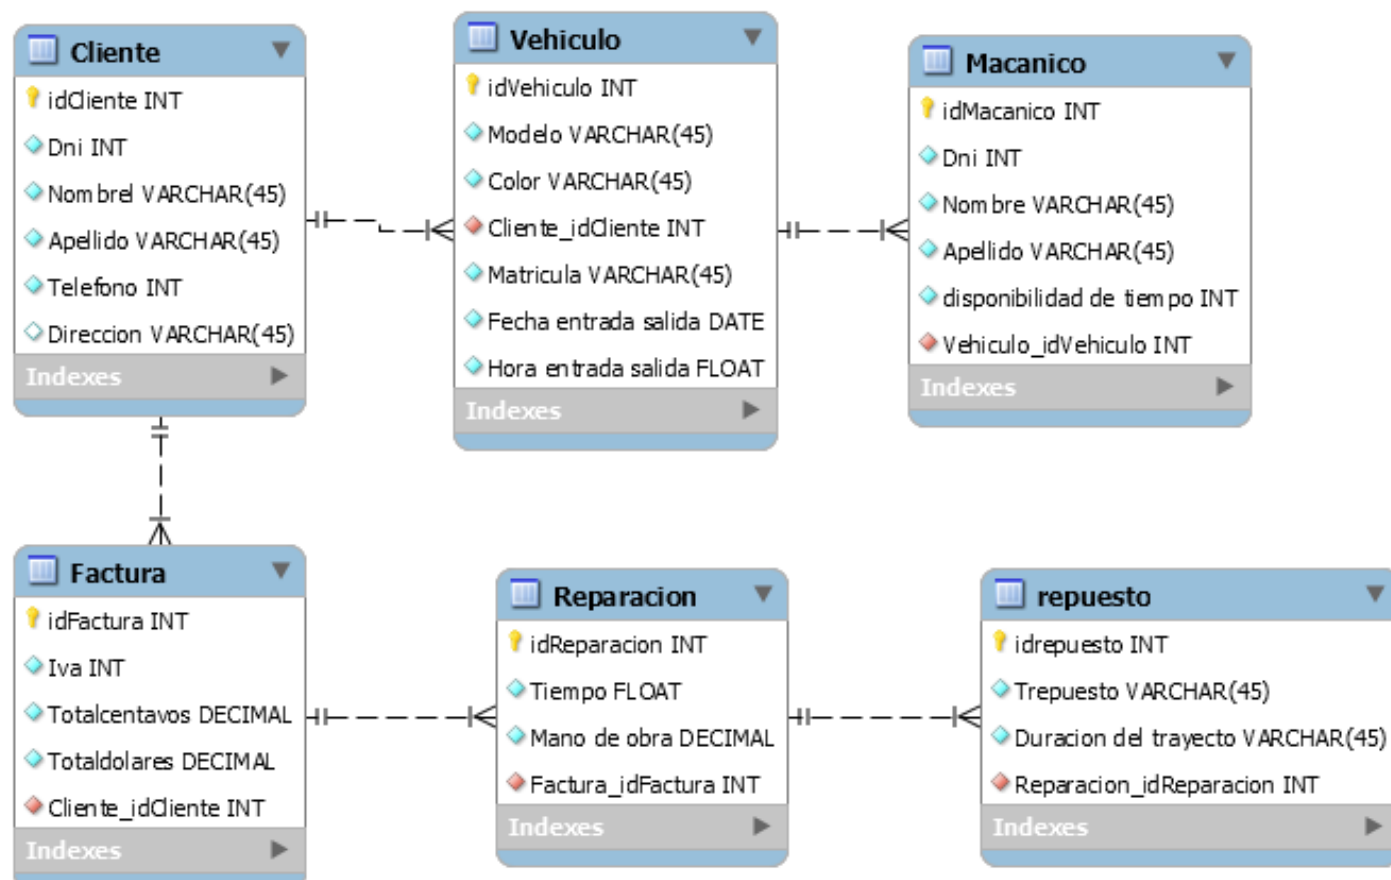 Cliente
idCliente INT
Dni INT
Nombrel VARCHAR(45)
Apellido VARCHAR(45)
Telefono INT
Direccion VARCHAR(45)
Indexes
Vehiculo
idVehiculo INT
Modelo VARCHAR(45)
Color VARCHAR(45)
Cliente_idCliente INT
Matricula VARCHAR(45)
Fecha entrada salida DATE
Hora entrada salida FLOAT
Indexes
Macanico
idMacanico INT
Dni INT
Nombre VARCHAR(45)
Apellido VARCHAR(45)
disponibilidad de tiempo INT
Vehiculo_idVehiculo INT
Indexes
Factura
idFactura INT
Iva INT
Totalcentavos DECIMAL
Totaldolares DECIMAL
Cliente_idCliente INT
Indexes
Reparacion
idReparacion INT
Tiempo FLOAT
Mano de obra DECIMAL
Factura_idFactura INT
Indexes
repuesto
idrepuesto INT
Trepuesto VARCHAR(45)
Duracion del trayecto VARCHAR(45)
Reparacion_idReparacion INT
Indexes